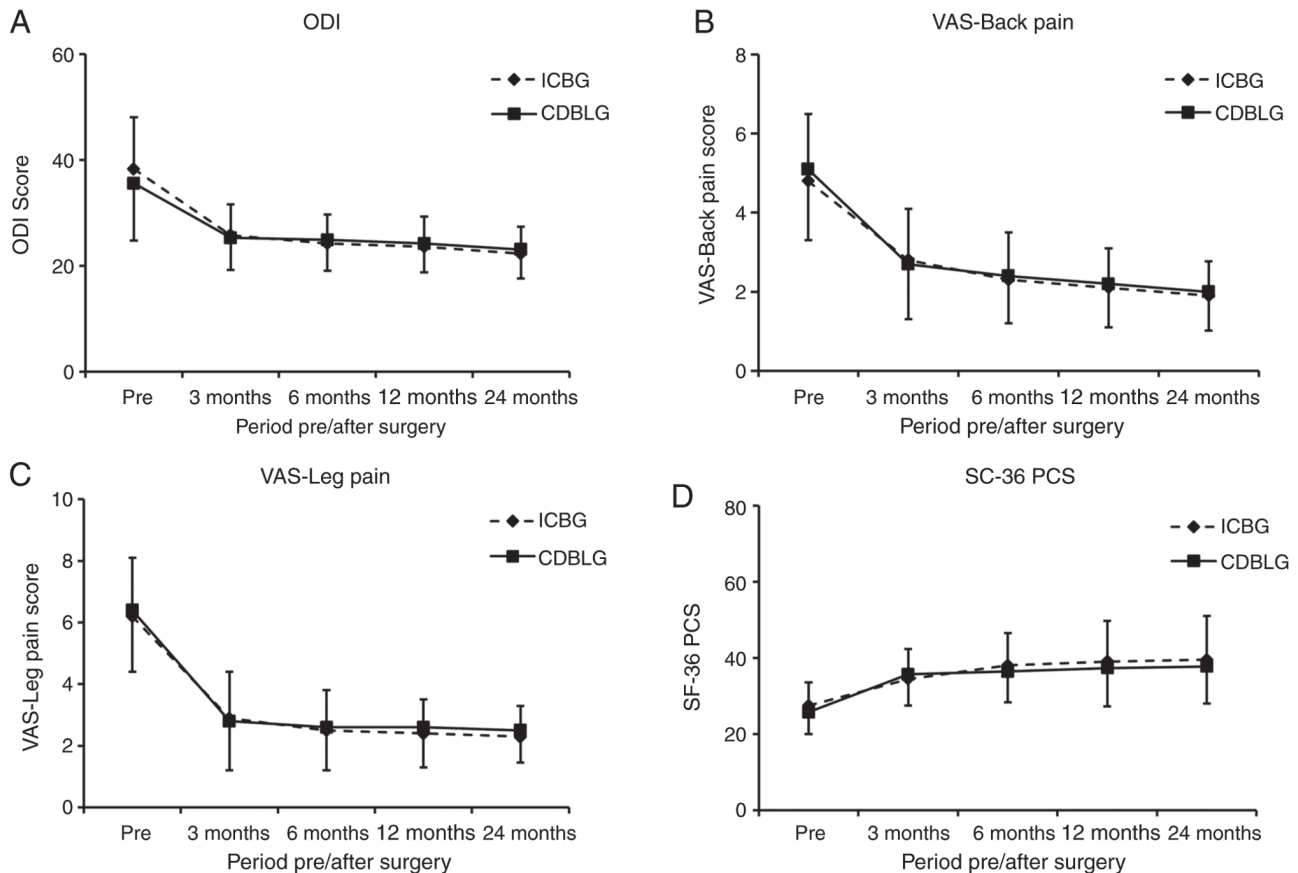 A
ODI
60
40
20
0
ODI Score
ICBG
CDBLG
Pre
3 months
6 months
12 months
24 months
Period pre/after surgery
B
VAS-Back pain
8
6
4
2
0
VAS-Back pain score
ICBG
CDBLG
Pre
3 months
6 months
12 months
24 months
Period pre/after surgery
C
VAS-Leg pain
10
8
6
4
2
0
VAS-Leg pain score
ICBG
CDBLG
Pre
3 months
6 months
12 months
24 months
Period pre/after surgery
D
SC-36 PCS
80
60
40
20
0
SF-36 PCS
ICBG
CDBLG
Pre
3 months
6 months
12 months
24 months
Period pre/after surgery